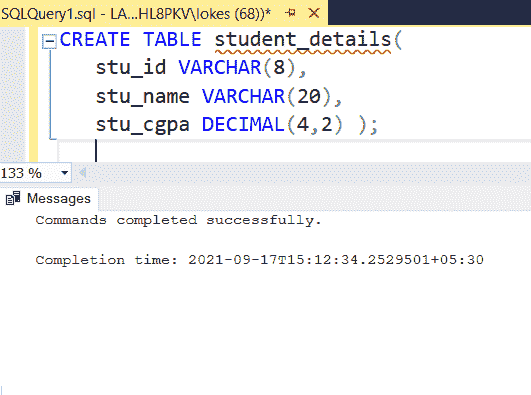 SQLQuery1.sql - LA...HL8PKV\lokes (68))*
CREATE TABLE student_details(
stu_id VARCHAR(8),
stu_name VARCHAR(20),
stu_cgpa DECIMAL(4,2) );
133 %
Messages
Commands completed successfully.
Completion time: 2021-09-17T15:12:34.2529501+05:30